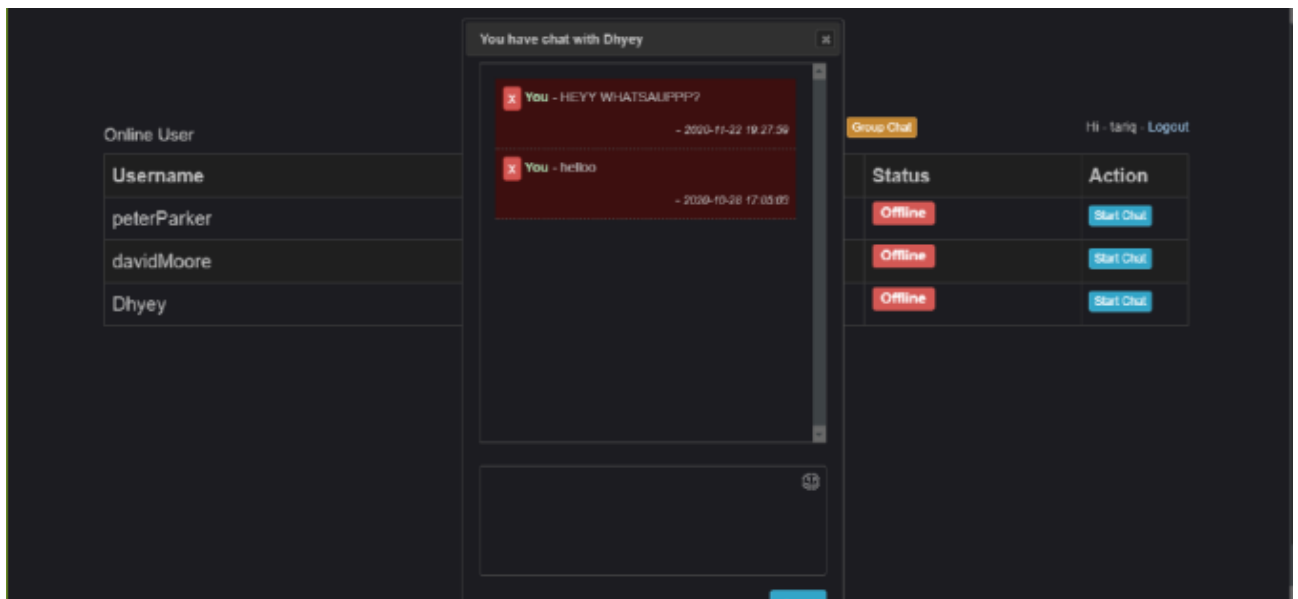 You have chat with Dhyey
x You - HEYY WHATSAUPPP?
- 2020-11-22 19:27:59
x You - helloo
- 2020-10-28 17:05:05
Online User
Group Chat
Hi - tariq - Logout
Username Status Action
peterParker Offline Start Chat
davidMoore Offline Start Chat
Dhyey Offline Start Chat